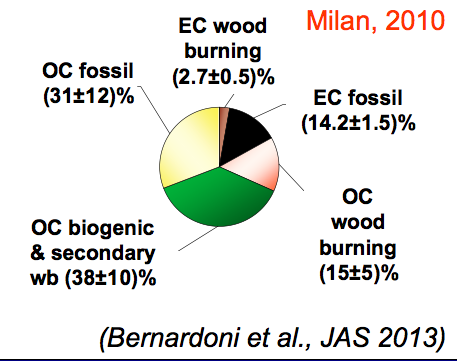 Milan, 2010
EC wood
burning
(2.7±0.5)%
OC fossil
(31±12)%
EC fossil
(14.2±1.5)%
OC
wood
burning
(15±5)%
OC biogenic
& secondary
wb (38±10)%
(Bernardoni et al., JAS 2013)